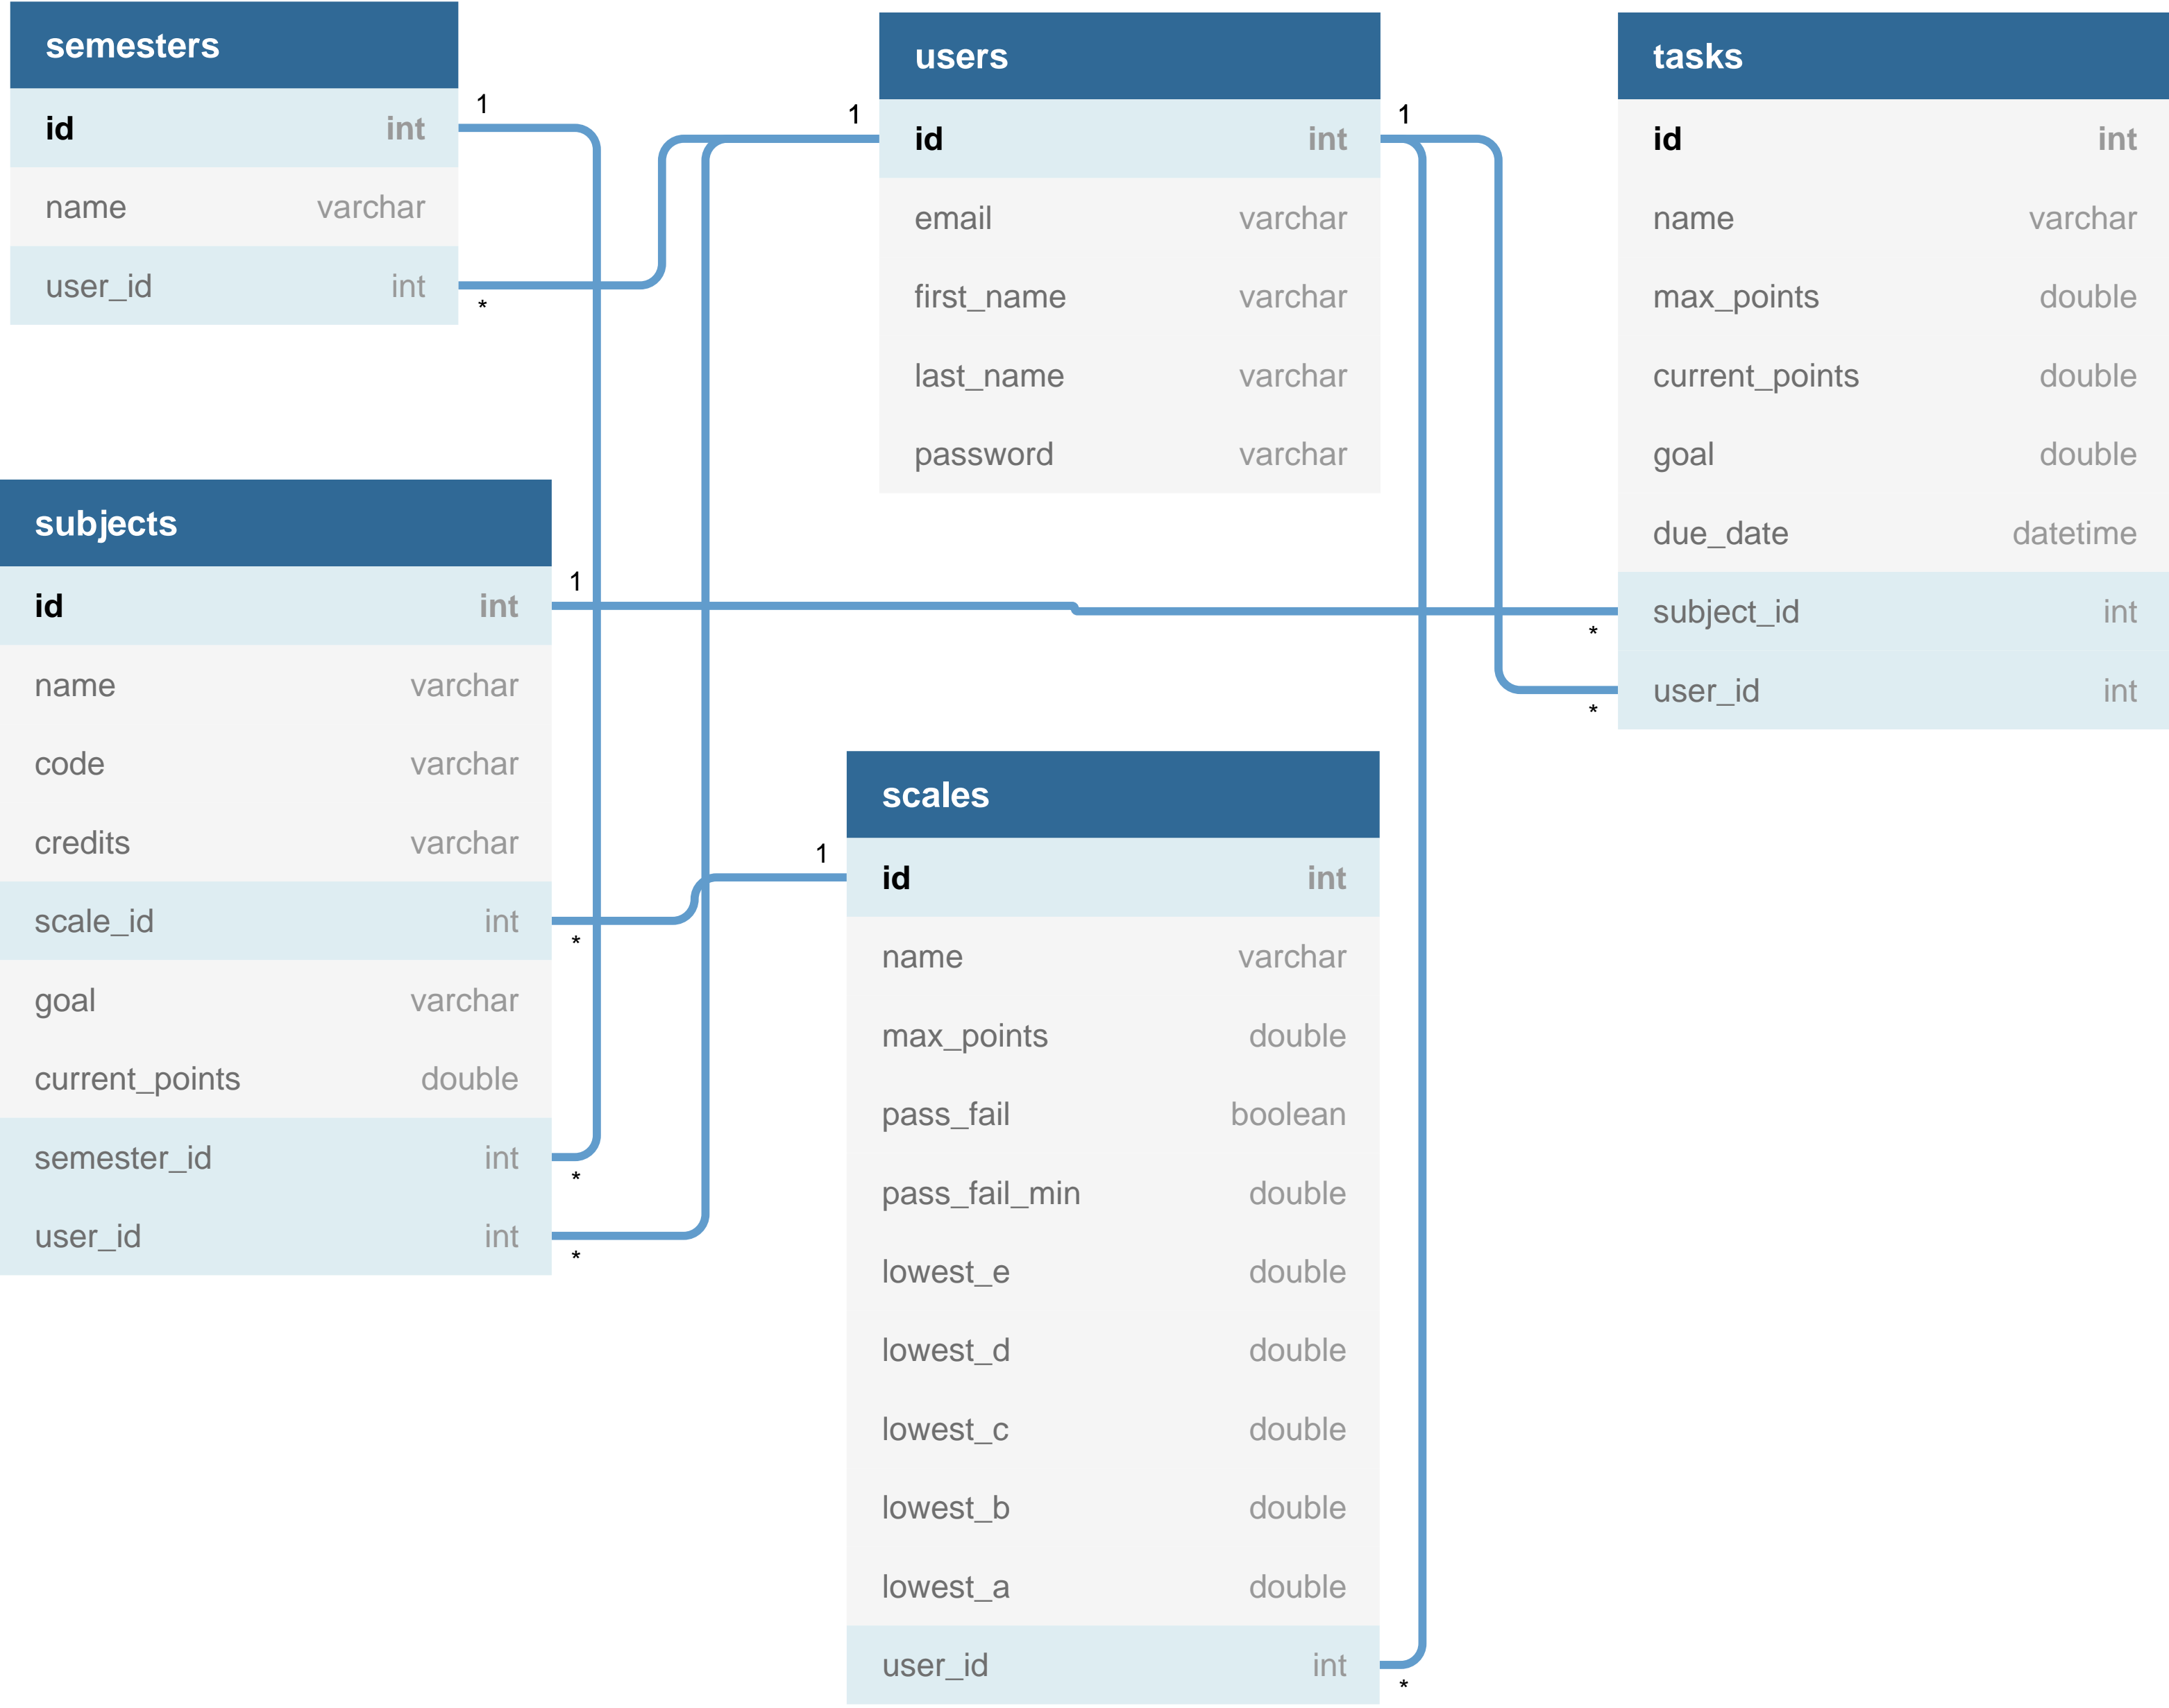 semesters
id int
name varchar
user_id int
1
*
users
id int
email varchar
first_name varchar
last_name varchar
password varchar
1
1
tasks
id int
name varchar
max_points double
current_points double
goal double
due_date datetime
subject_id int
user_id int
*
*
subjects
id int
name varchar
code varchar
credits varchar
scale_id int
goal varchar
current_points double
semester_id int
user_id int
1
*
*
*
scales
id int
name varchar
max_points double
pass_fail boolean
pass_fail_min double
lowest_e double
lowest_d double
lowest_c double
lowest_b double
lowest_a double
user_id int
1
*